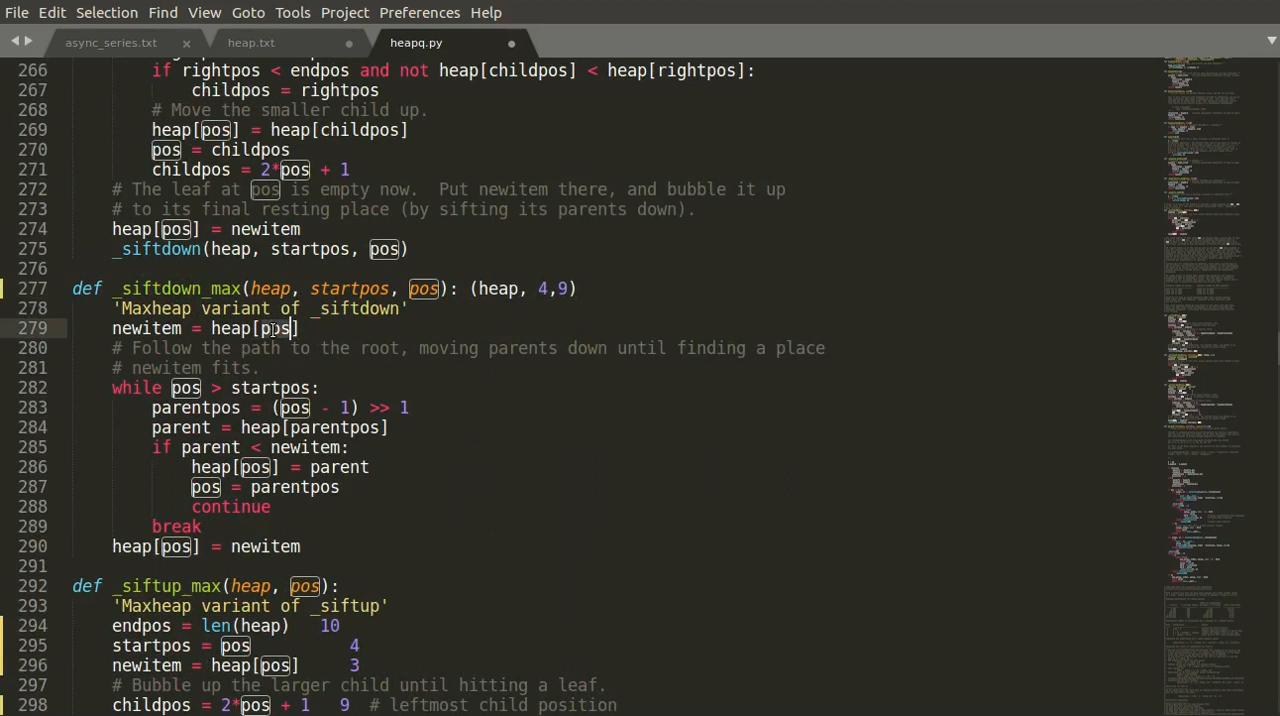 File Edit Selection Find View Goto Tools Project Preferences Help
async_series.txt × heap.txt heapq.py
266 if rightpos < endpos and not heap[childpos] < heap[rightpos]:
267 childpos = rightpos
268 # Move the smaller child up.
269 heap[pos] = heap[childpos]
270 pos = childpos
271 childpos = 2*pos + 1
272 # The leaf at pos is empty now.  Put newitem there, and bubble it up
273 # to its final resting place (by sifting its parents down).
274 heap[pos] = newitem
275 _siftdown(heap, startpos, pos)
276
277 def _siftdown_max(heap, startpos, pos): (heap, 4,9)
278 'Maxheap variant of _siftdown'
279 newitem = heap[pos]
280 # Follow the path to the root, moving parents down until finding a place
281 # newitem fits.
282 while pos > startpos:
283 parentpos = (pos - 1) >> 1
284 parent = heap[parentpos]
285 if parent < newitem:
286 heap[pos] = parent
287 pos = parentpos
288 continue
289 break
290 heap[pos] = newitem
291
292 def _siftup_max(heap, pos):
293 'Maxheap variant of _siftup'
294 endpos = len(heap) 10
295 startpos = pos 4
296 newitem = heap[pos] 3
297 # Bubble up the larger child until hitting a leaf.
298 childpos = 2*pos + 1 9 # leftmost child position